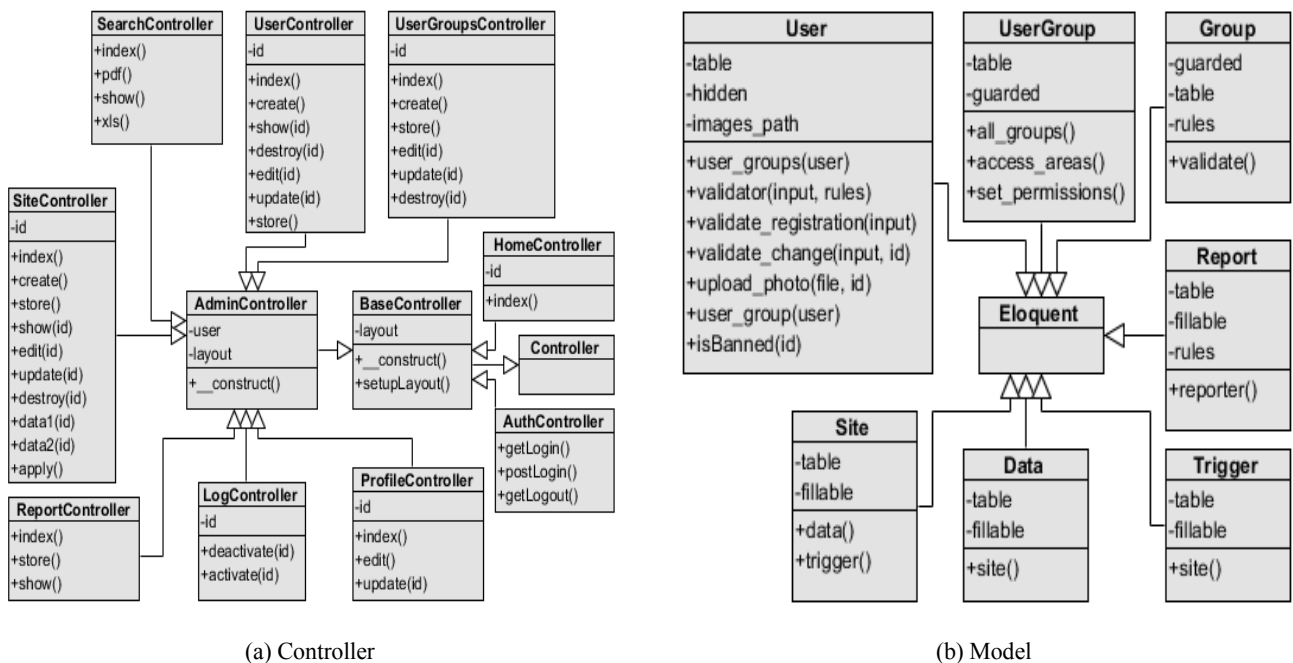 SearchController
+index()
+pdf()
+show()
+xls()
UserController
-id
+index()
+create()
+show(id)
+destroy(id)
+edit(id)
+update(id)
+store()
UserGroupsController
-id
+index()
+create()
+store()
+edit(id)
+update(id)
+destroy(id)
SiteController
-id
+index()
+create()
+store()
+show(id)
+edit(id)
+update(id)
+destroy(id)
+data1(id)
+data2(id)
+apply()
AdminController
-user
-layout
+__construct()
BaseController
-layout
+__construct()
+setupLayout()
HomeController
-id
+index()
Controller
AuthController
+getLogin()
+postLogin()
+getLogout()
ReportController
+index()
+store()
+show()
LogController
-id
+deactivate(id)
+activate(id)
ProfileController
-id
+index()
+edit()
+update(id)
(a) Controller
User
-table
-hidden
-images_path
+user_groups(user)
+validator(input, rules)
+validate_registration(input)
+validate_change(input, id)
+upload_photo(file, id)
+user_group(user)
+isBanned(id)
UserGroup
-table
-guarded
+all_groups()
+access_areas()
+set_permissions()
Group
-guarded
-table
-rules
+validate()
Eloquent
Report
-table
-fillable
-rules
+reporter()
Site
-table
-fillable
+data()
+trigger()
Data
-table
-fillable
+site()
Trigger
-table
-fillable
+site()
(b) Model